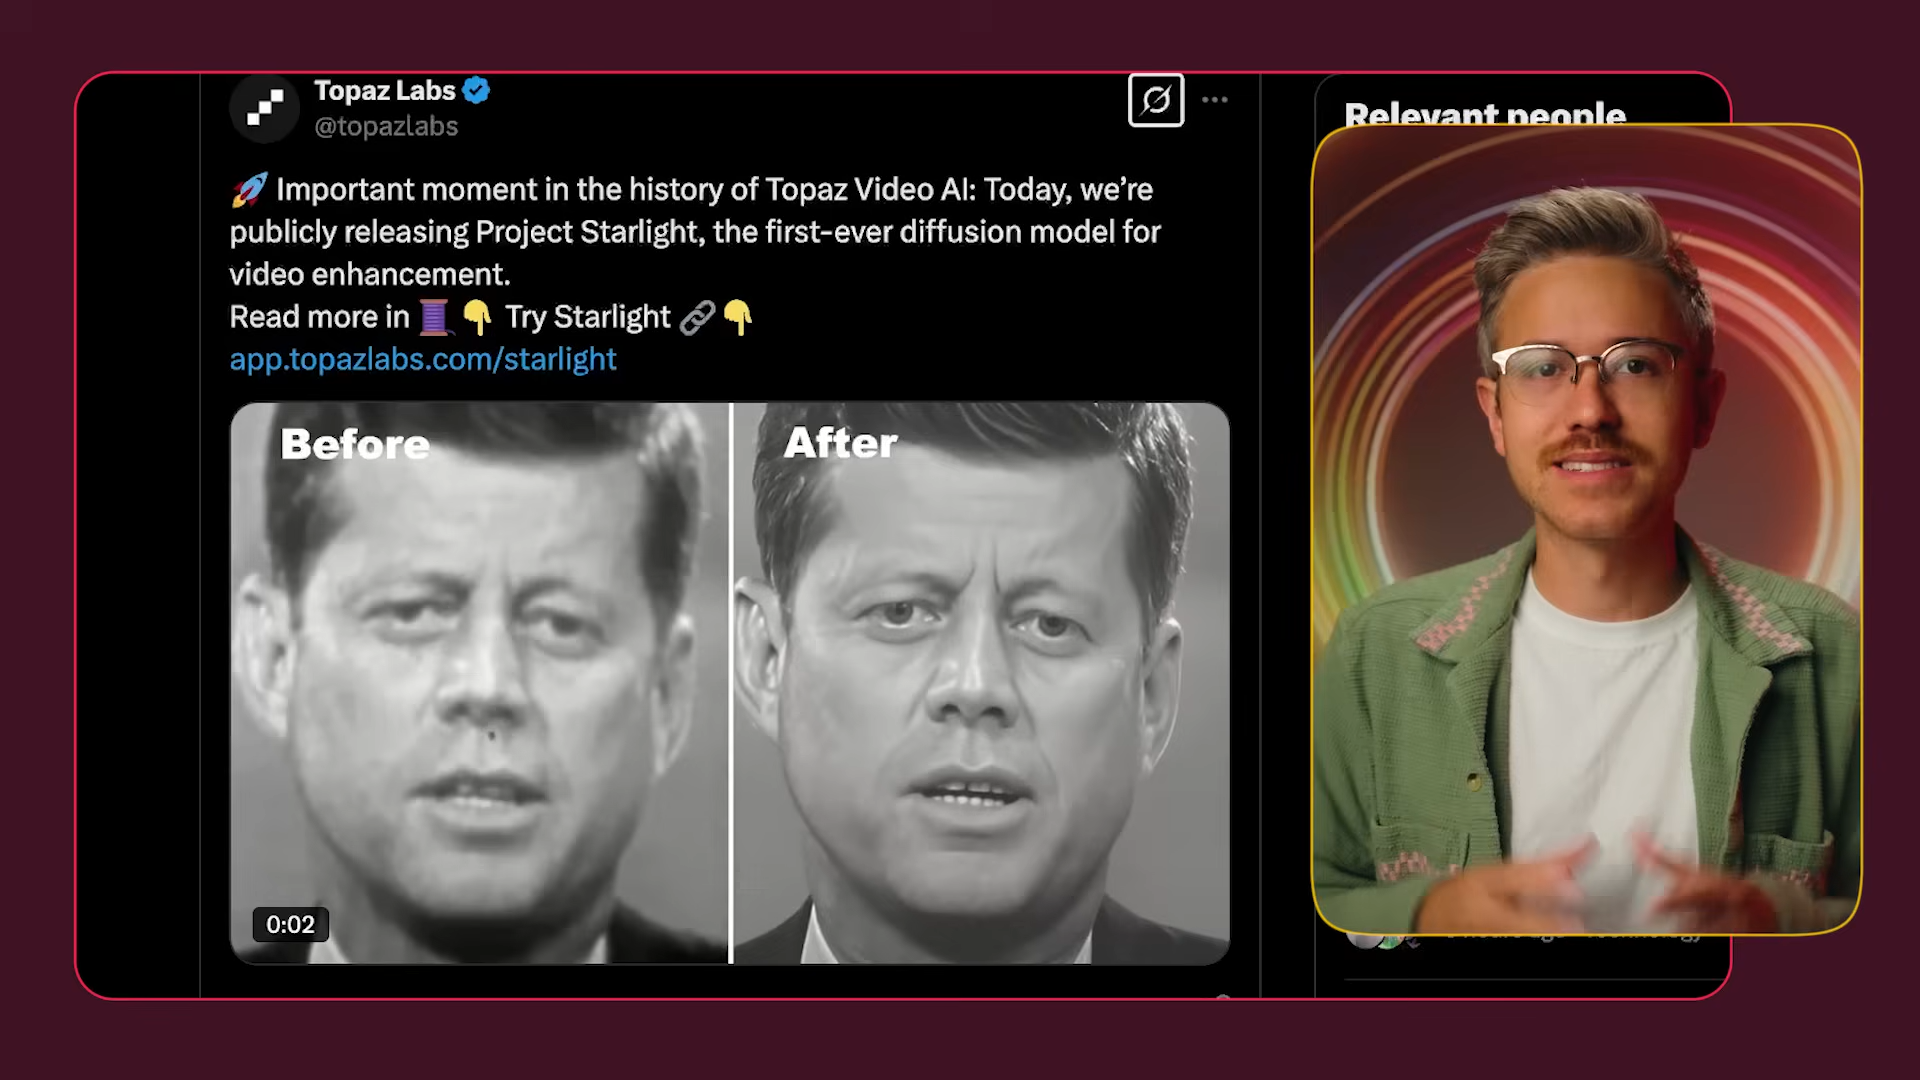 Topaz Labs
@topazlabs
🚀 Important moment in the history of Topaz Video AI: Today, we’re
publicly releasing Project Starlight, the first-ever diffusion model for
video enhancement.
Read more in 🧵👇 Try Starlight 🔗👇
app.topazlabs.com/starlight
Before
After
0:02
Relevant people